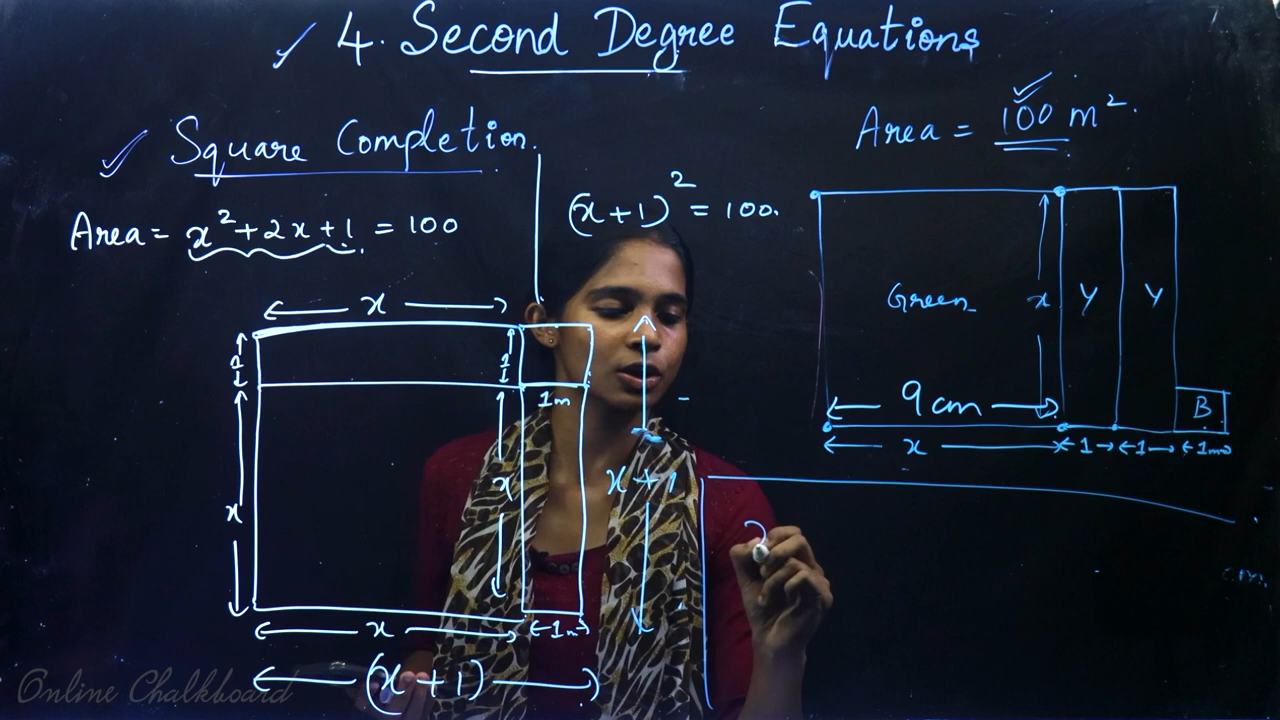 4. Second Degree Equations
Square Completion.
Area = x² + 2x + 1 = 100
(x + 1)² = 100.
Area = 100 m².
x
1
1
1m
x
x
x
1m
(x + 1)
x + 1
Green
x
Y
Y
9 cm
B
x
1
1
1m
cm.
Online Chalkboard